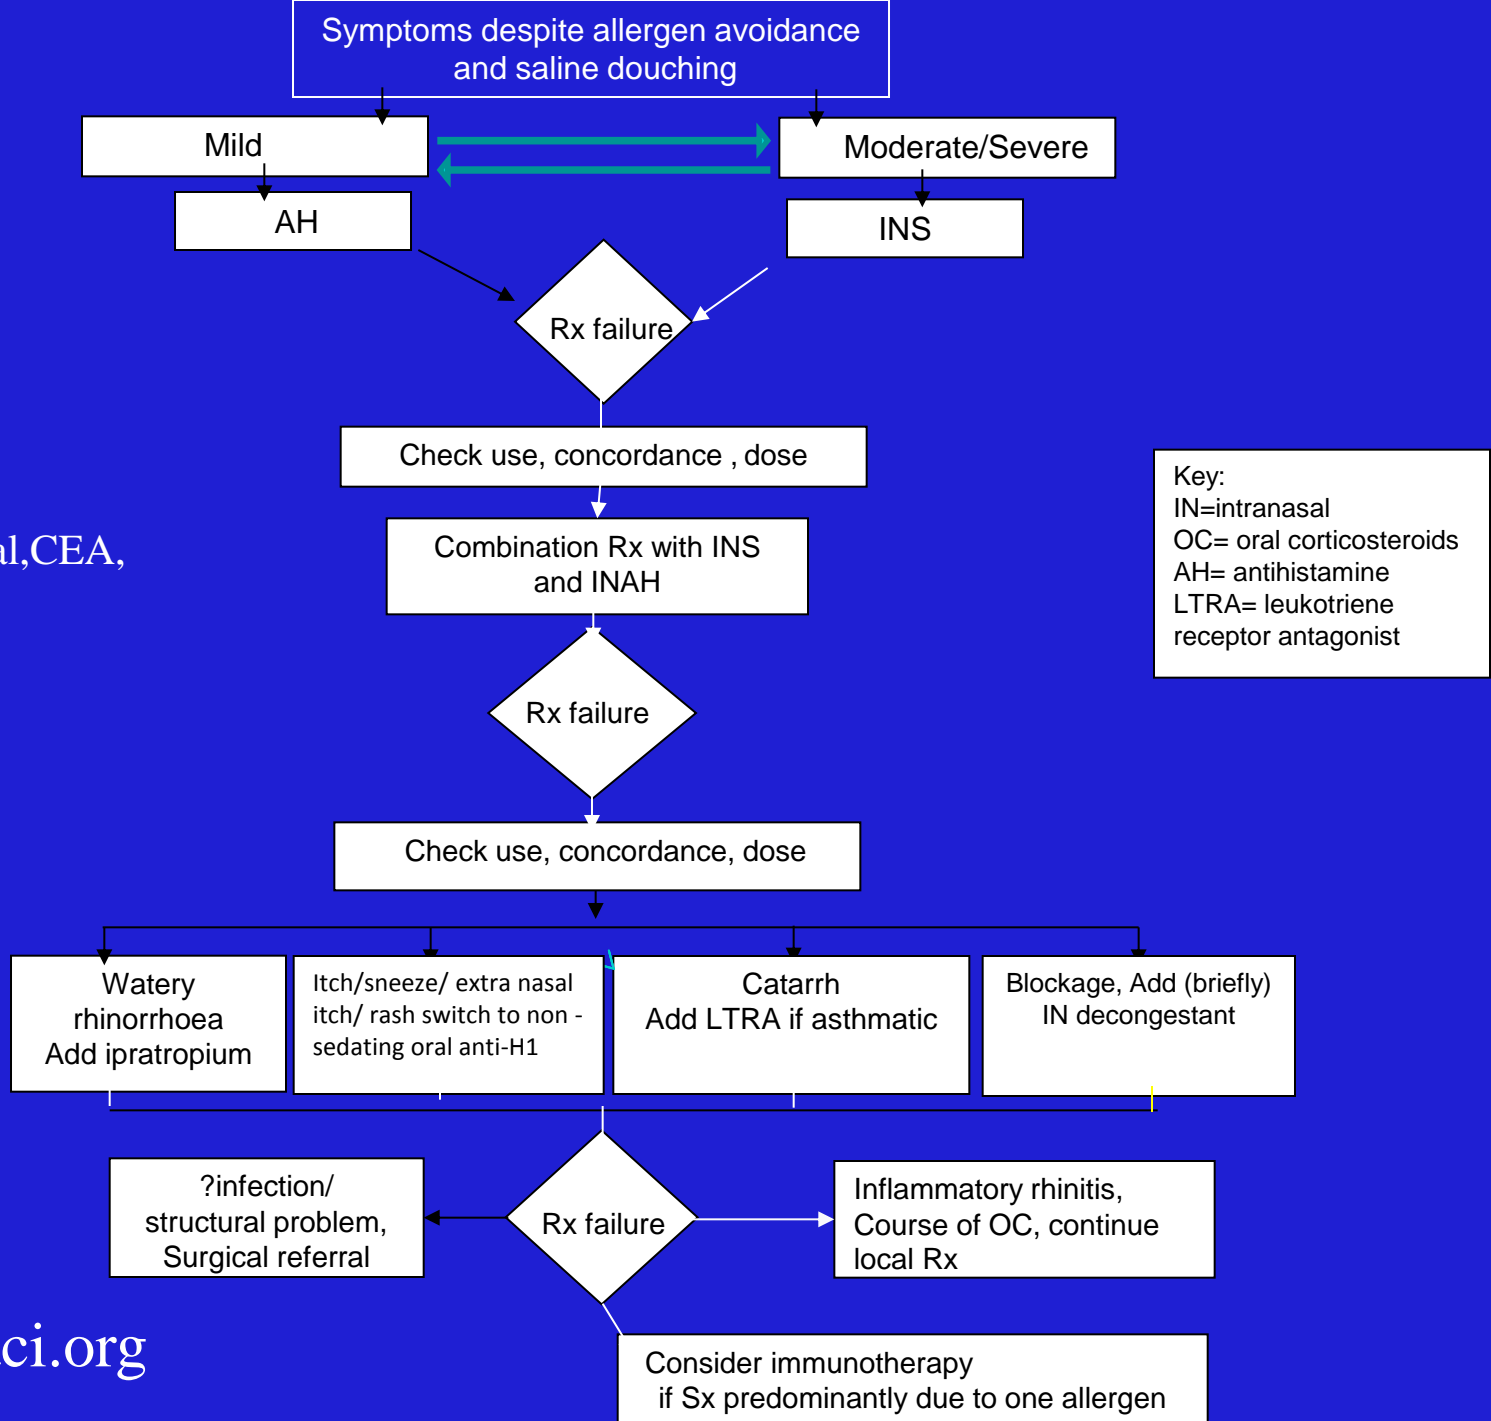 Symptoms despite allergen avoidance
and saline douching
Mild
Moderate/Severe
AH
INS
Rx failure
Check use, concordance , dose
Key:
IN=intranasal
OC= oral corticosteroids
AH= antihistamine
LTRA= leukotriene
receptor antagonist
al,CEA,
Combination Rx with INS
and INAH
Rx failure
Check use, concordance, dose
Watery
rhinorrhoea
Add ipratropium
Itch/sneeze/ extra nasal
itch/ rash switch to non -
sedating oral anti-H1
Catarrh
Add LTRA if asthmatic
Blockage, Add (briefly)
IN decongestant
?infection/
structural problem,
Surgical referral
Rx failure
Inflammatory rhinitis,
Course of OC, continue
local Rx
ci.org
Consider immunotherapy
if Sx predominantly due to one allergen